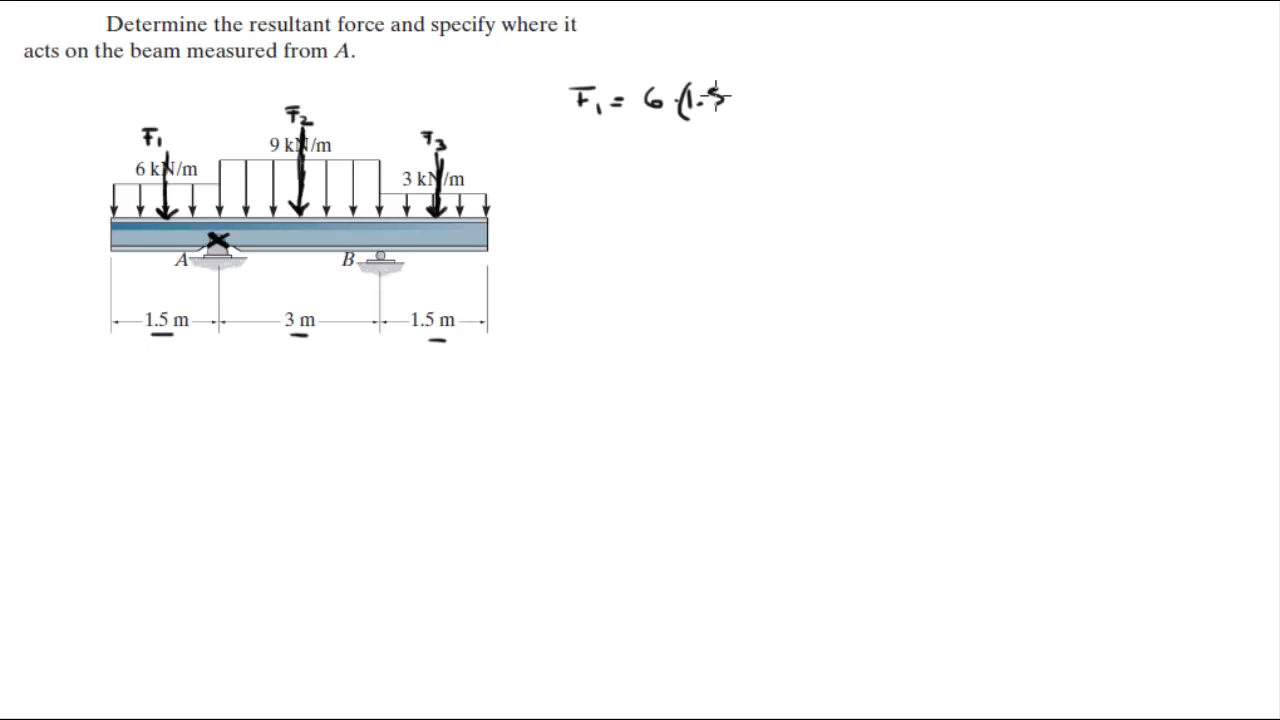 Determine the resultant force and specify where it
acts on the beam measured from A.
F₁ = 6 (1.5
F₂
F₁
9 kN/m
F₃
6 kN/m
3 kN/m
A
B
1.5 m
3 m
1.5 m